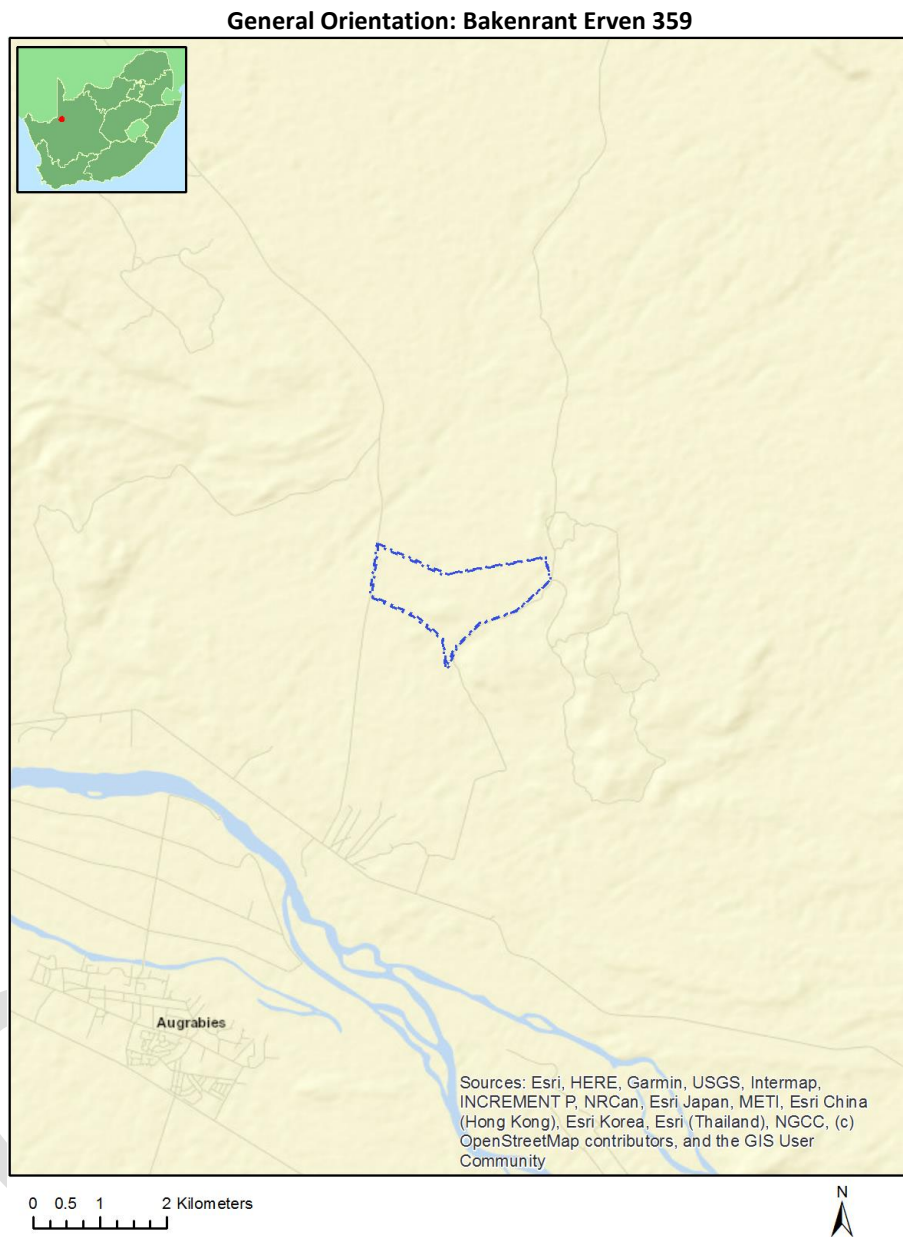 General Orientation: Bakenrant Erven 359
Augrabies
Sources: Esri, HERE, Garmin, USGS, Intermap,
INCREMENT P, NRCan, Esri Japan, METI, Esri China
(Hong Kong), Esri Korea, Esri (Thailand), NGCC, (c)
OpenStreetMap contributors, and the GIS User
Community
0 0.5 1 2 Kilometers
N